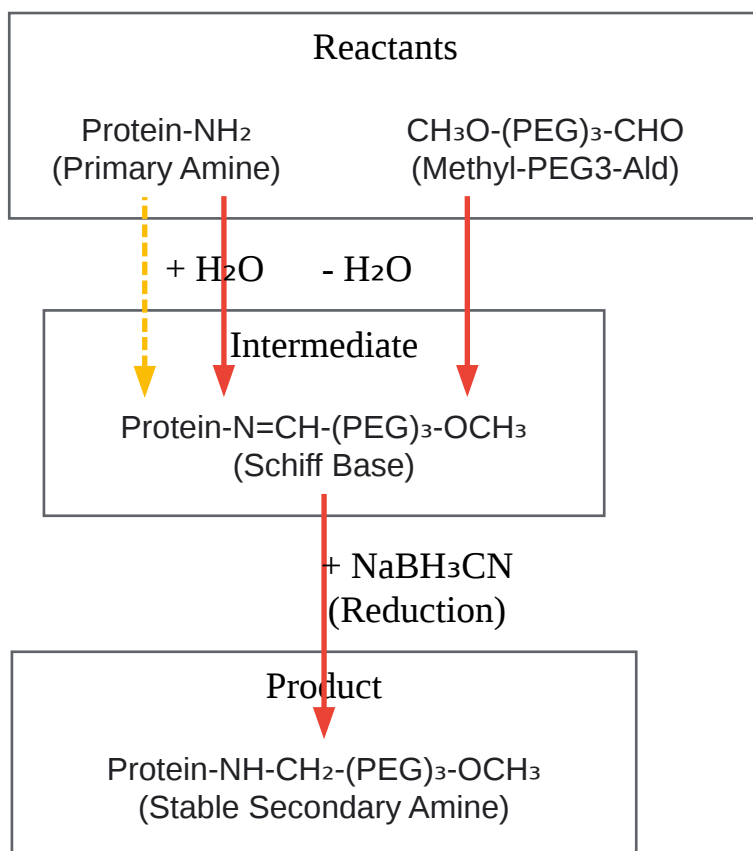 Reactants
Protein-NH₂
(Primary Amine)
CH₃O-(PEG)₃-CHO
(Methyl-PEG3-Ald)
+ H₂O
- H₂O
Intermediate
Protein-N=CH-(PEG)₃-OCH₃
(Schiff Base)
+ NaBH₃CN
(Reduction)
Product
Protein-NH-CH₂-(PEG)₃-OCH₃
(Stable Secondary Amine)